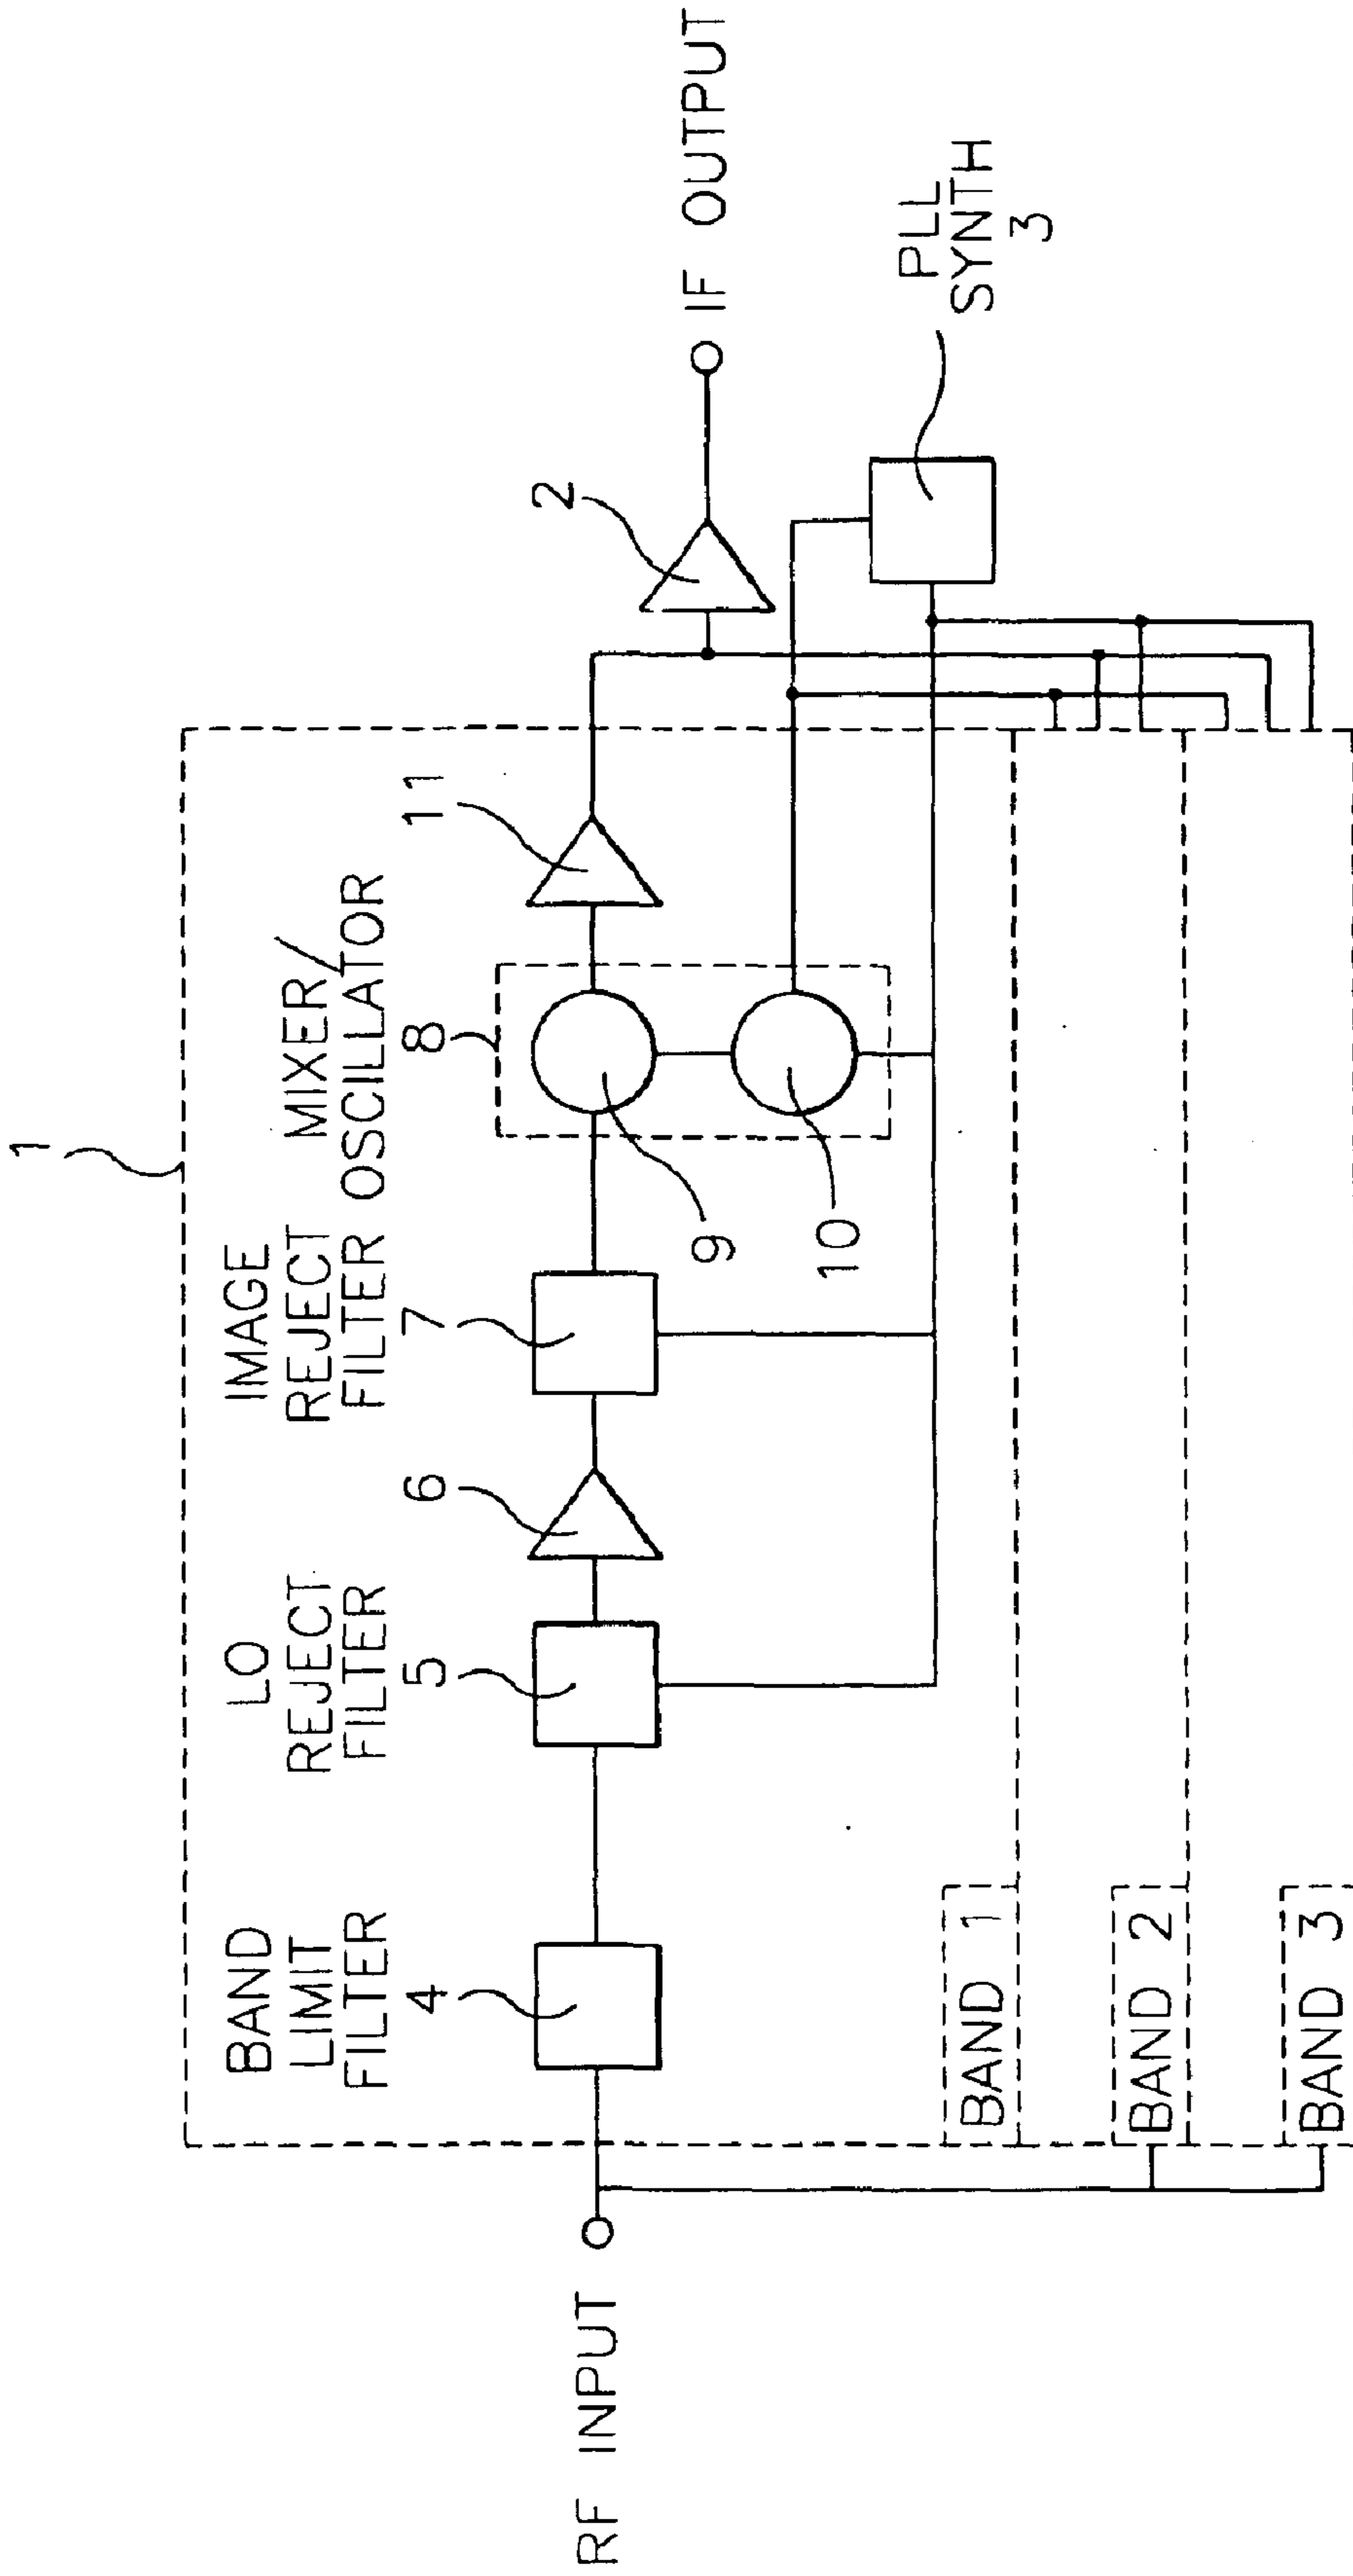 1
BAND
LIMIT
FILTER
4
LO
REJECT
FILTER
5
6
IMAGE
REJECT
FILTER
7
MIXER/
OSCILLATOR
8
11
2
9
10
RF INPUT
IF OUTPUT
PLL
SYNTH
3
BAND 1
BAND 2
BAND 3